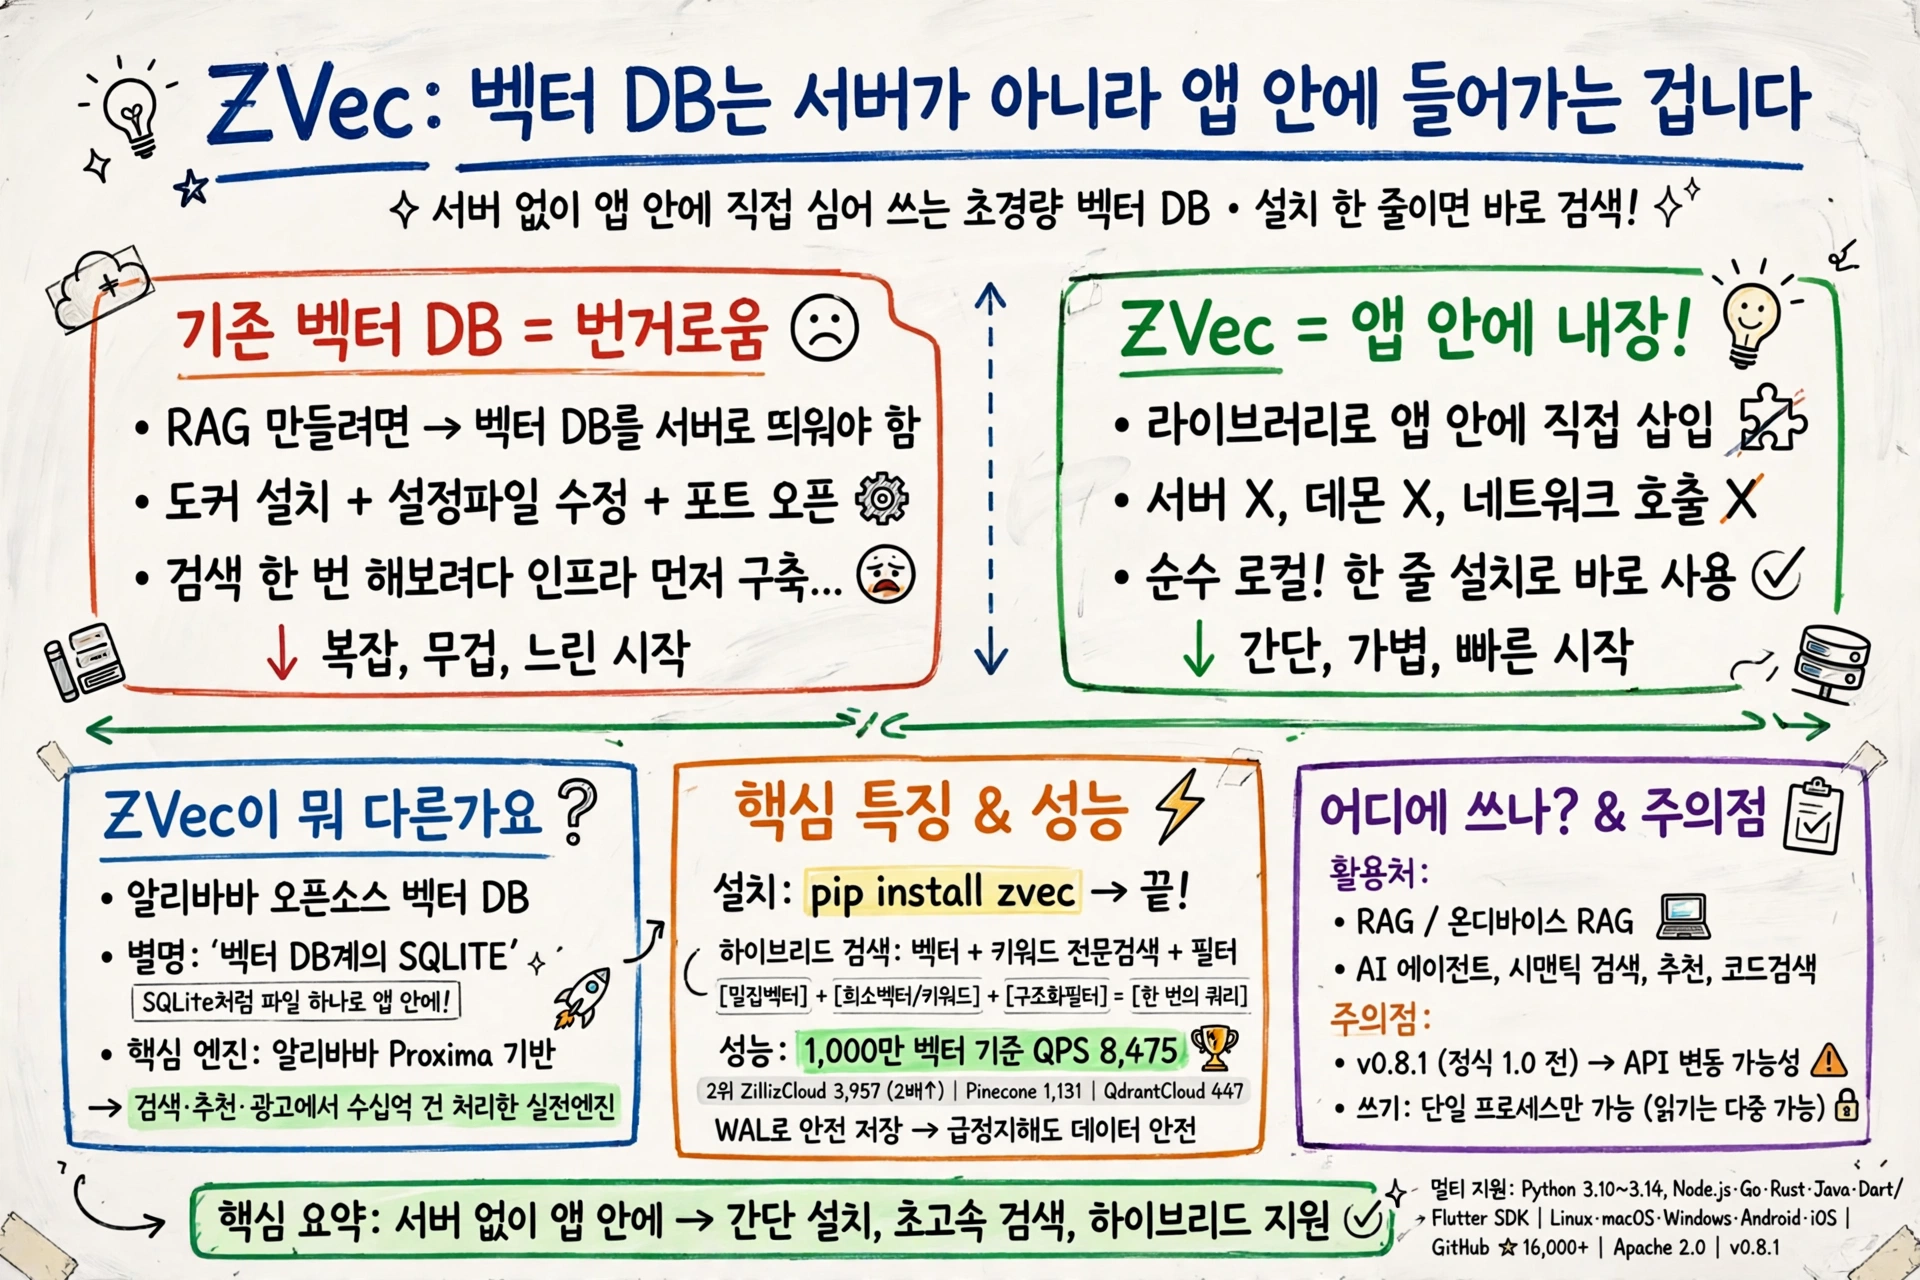 ZVec: 벡터 DB는 서버가 아니라 앱 안에 들어가는 겁니다
서버 없이 앱 안에 직접 심어 쓰는 초경량 벡터 DB • 설치 한 줄이면 바로 검색!
기존 벡터 DB = 번거로움
• RAG 만들려면 → 벡터 DB를 서버로 띄워야 함
• 도커 설치 + 설정파일 수정 + 포트 오픈
• 검색 한 번 해보려다 인프라 먼저 구축...
↓ 복잡, 무겁, 느린 시작
ZVec = 앱 안에 내장!
• 라이브러리로 앱 안에 직접 삽입
• 서버 X, 데몬 X, 네트워크 호출 X
• 순수 로컬! 한 줄 설치로 바로 사용
↓ 간단, 가볍, 빠른 시작
ZVec이 뭐 다른가요?
• 알리바바 오픈소스 벡터 DB
• 별명: '벡터 DB계의 SQLITE'
SQLite처럼 파일 하나로 앱 안에!
• 핵심 엔진: 알리바바 Proxima 기반
→ 검색·추천·광고에서 수십억 건 처리한 실전엔진
핵심 특징 & 성능
설치: pip install zvec → 끝!
하이브리드 검색: 벡터 + 키워드 전문검색 + 필터
[밀집벡터] + [희소벡터/키워드] + [구조화필터] = [한 번의 쿼리]
성능: 1,000만 벡터 기준 QPS 8,475
2위 ZillizCloud 3,957 (2배↑) | Pinecone 1,131 | QdrantCloud 447
WAL로 안전 저장 → 급정지해도 데이터 안전
어디에 쓰나? & 주의점
활용처:
• RAG / 온디바이스 RAG
• AI 에이전트, 시맨틱 검색, 추천, 코드검색
주의점:
• v0.8.1 (정식 1.0 전) → API 변동 가능성
• 쓰기: 단일 프로세스만 가능 (읽기는 다중 가능)
핵심 요약: 서버 없이 앱 안에 → 간단 설치, 초고속 검색, 하이브리드 지원
멀티 지원: Python 3.10~3.14, Node.js·Go·Rust·Java·Dart/
Flutter SDK | Linux·macOS·Windows·Android·iOS |
GitHub ☆ 16,000+ | Apache 2.0 | v0.8.1